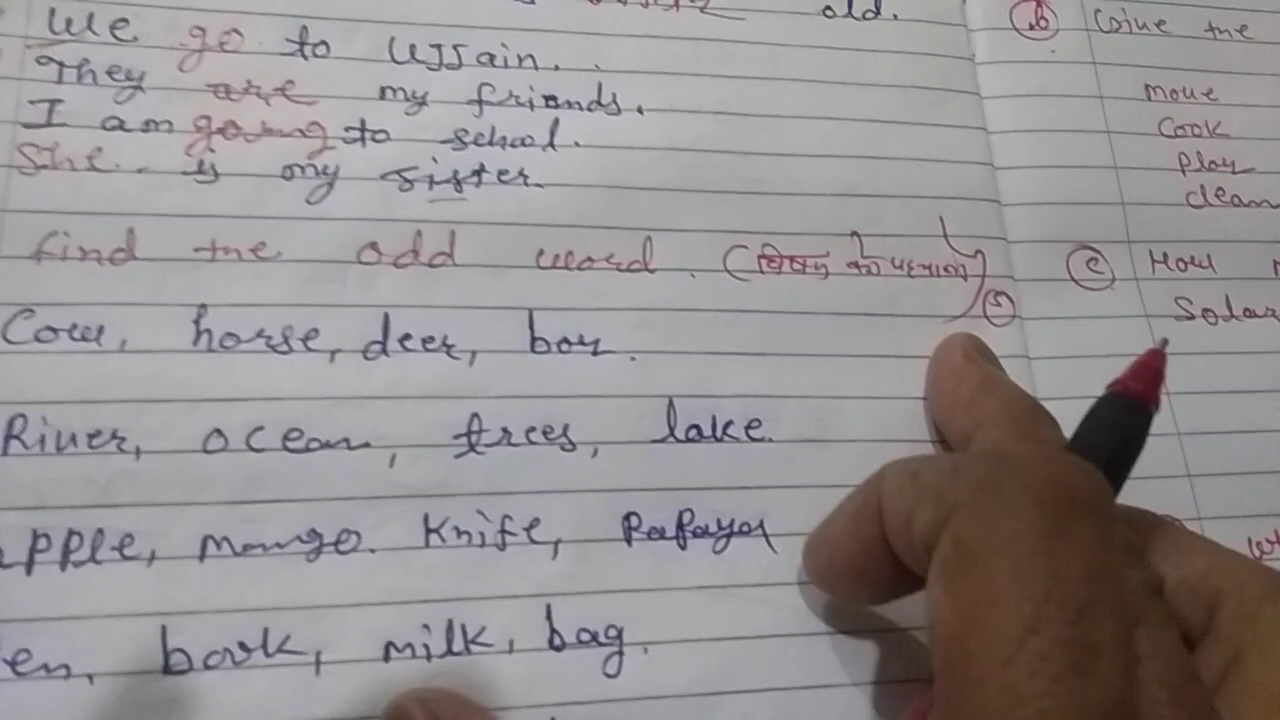 old.
We go to Ujjain.
They are my friends.
I am going to school.
She is my sister.
find the odd word. (
Cow, horse, deer, boy.
River, ocean, trees, lake.
pple, mango. Knife, Papaya
en, book, milk, bag.
(b) Give the
move
Cook
Play
clean
(c) How
Solar